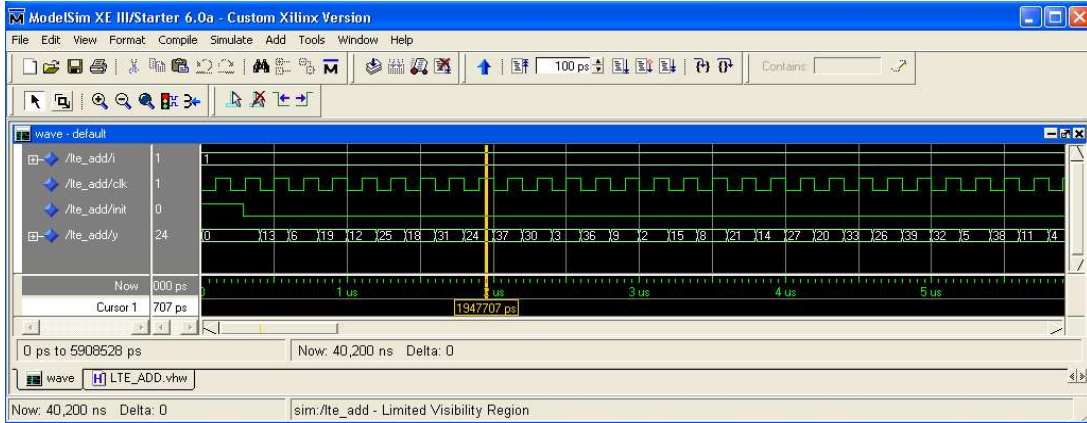 ModelSim XE III/Starter 6.0a - Custom Xilinx Version
File Edit View Format Compile Simulate Add Tools Window Help
100 ps Contains:
wave - default
/lte_add/i 1 1
/lte_add/clk 1
/lte_add/init 0
/lte_add/y 24 0 13 6 19 12 25 18 31 24 37 30 3 36 9 2 15 8 21 14 27 20 33 26 39 32 5 38 11 4
Now 000 ps 1 us us 3 us 4 us 5 us
Cursor 1 707 ps 1947707 ps
0 ps to 5908528 ps Now: 40,200 ns Delta: 0
wave LTE_ADD.vhw
Now: 40,200 ns Delta: 0 sim:/lte_add - Limited Visibility Region